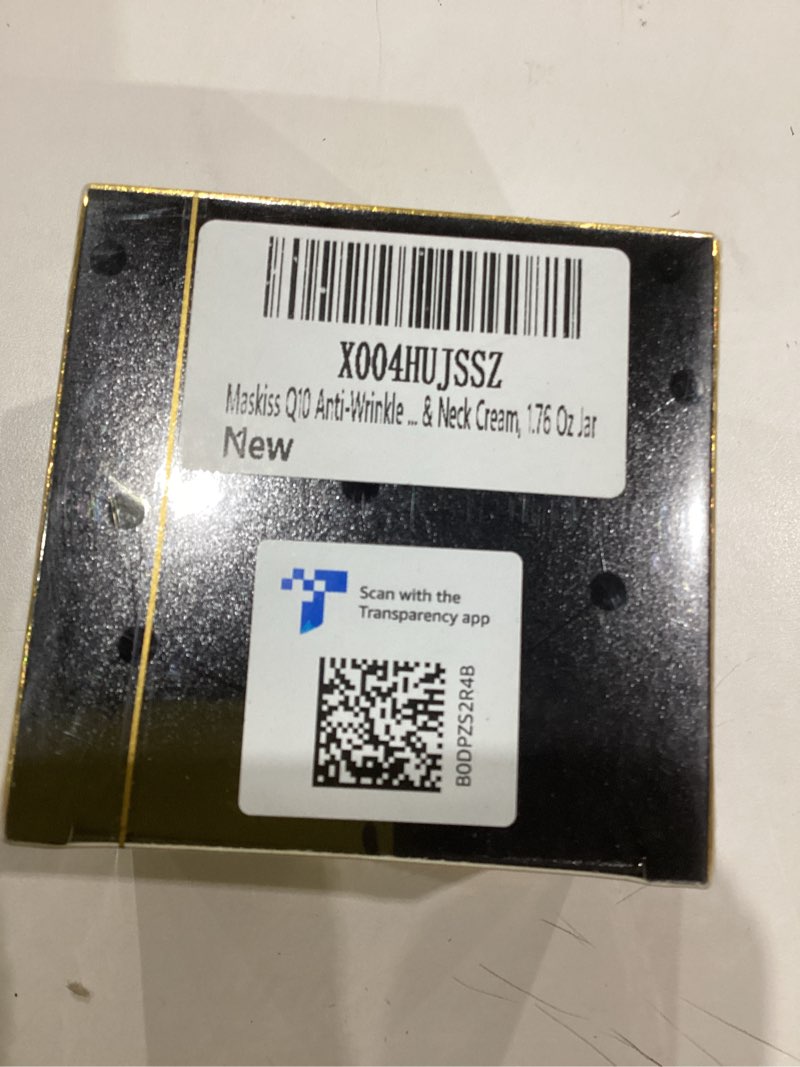 X004HUJSSZ
Maskiss Q10 Anti-Wrinkle ... & Neck Cream, 1.76 Oz Jar
New
Scan with the
Transparency app
B0DPZS2R4B